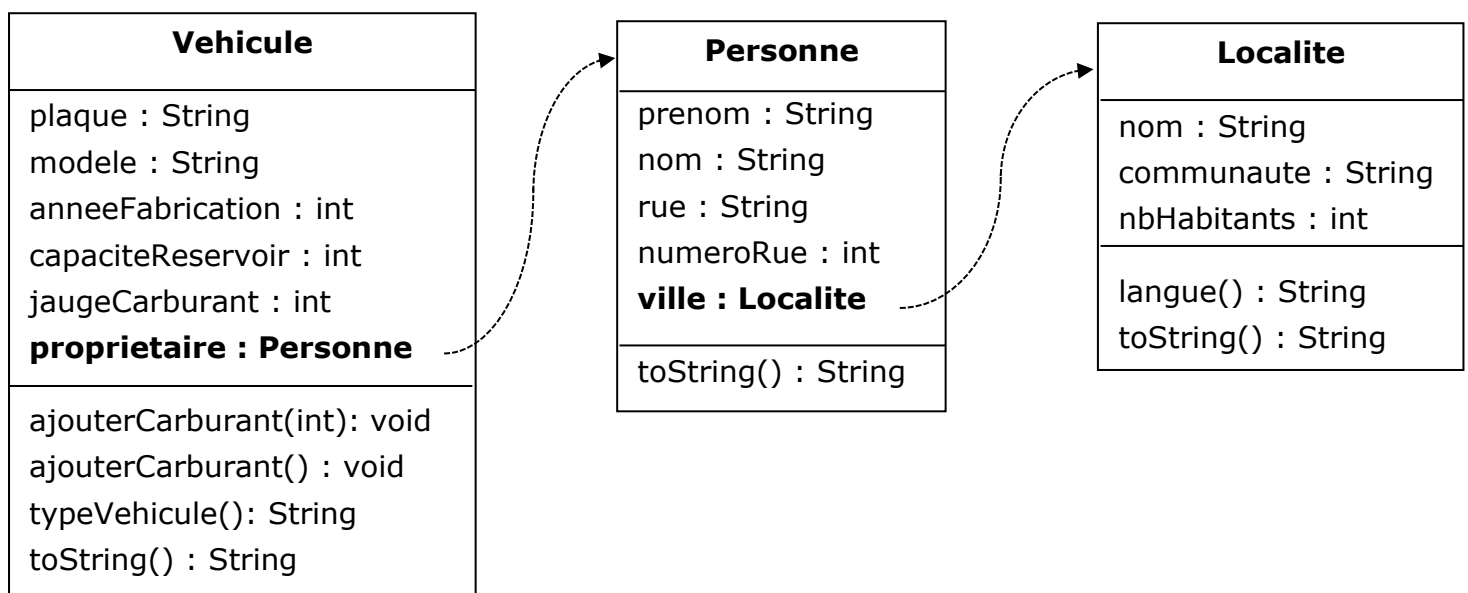 Vehicule
plaque : String
modele : String
anneeFabrication : int
capaciteReservoir : int
jaugeCarburant : int
proprietaire : Personne
ajouterCarburant(int): void
ajouterCarburant() : void
typeVehicule(): String
toString() : String
Personne
prenom : String
nom : String
rue : String
numeroRue : int
ville : Localite
toString() : String
Localite
nom : String
communaute : String
nbHabitants : int
langue() : String
toString() : String